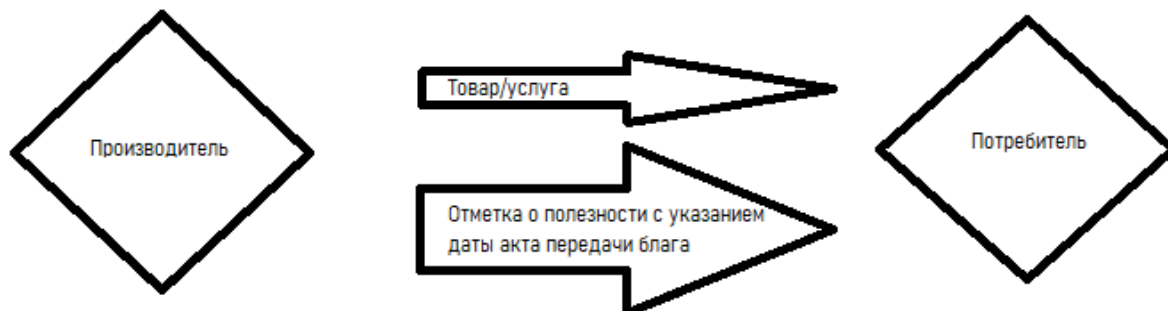 Производитель
Товар/услуга
Отметка о полезности с указанием
даты акта передачи блага
Потребитель